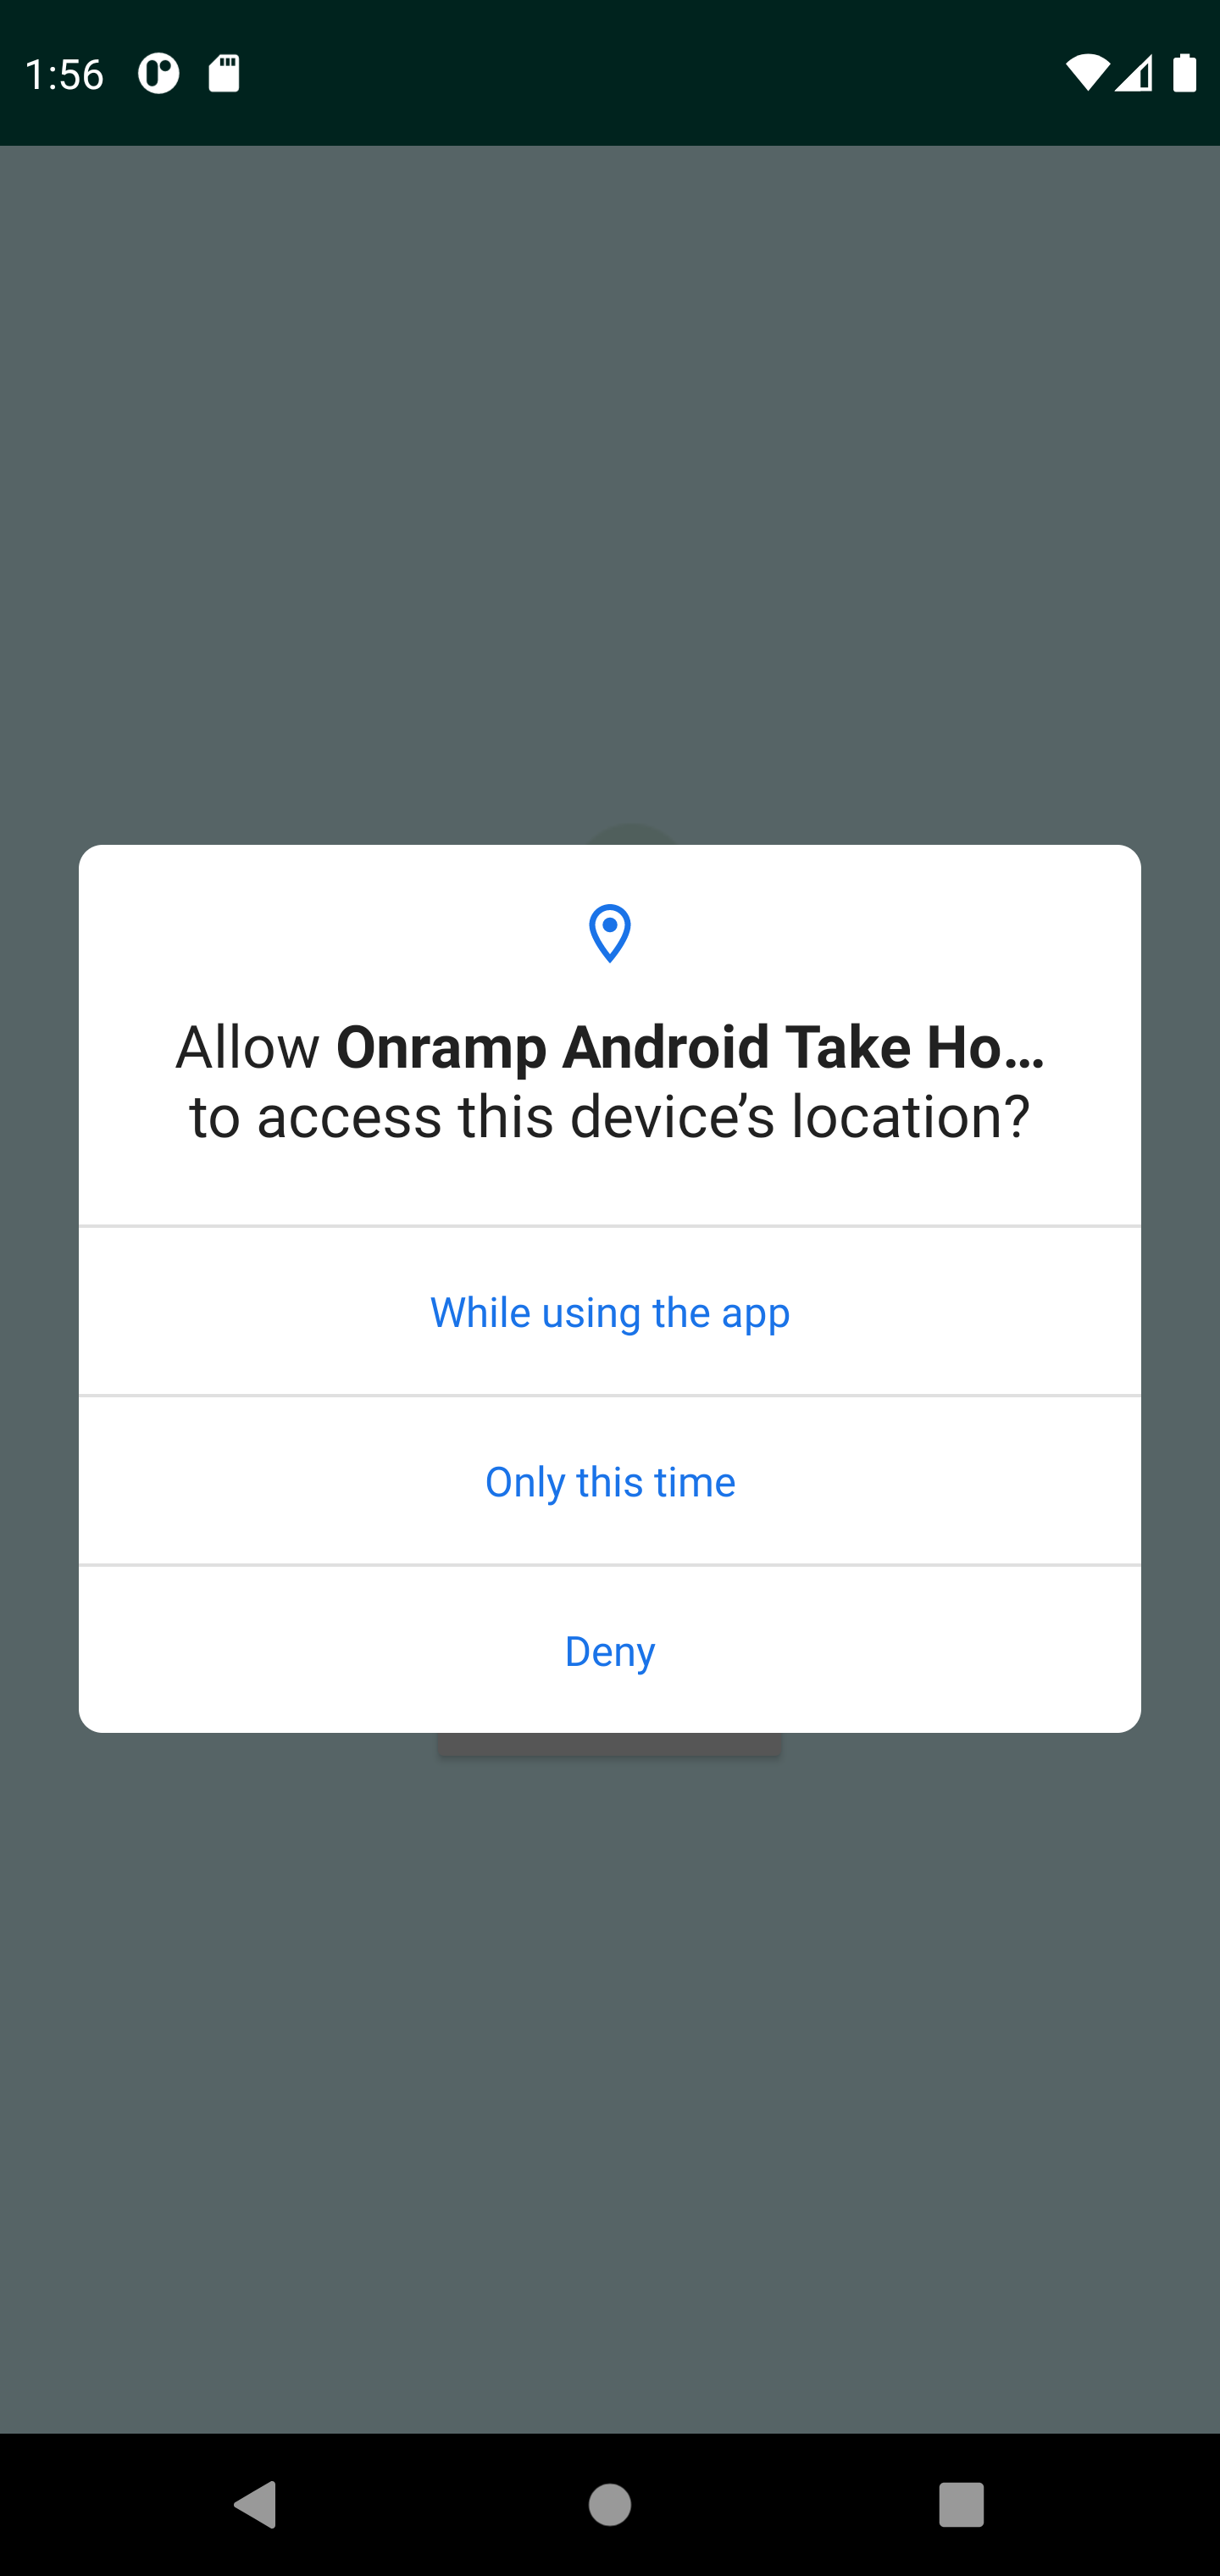 1:56
Allow Onramp Android Take Ho…
to access this device’s location?
While using the app
Only this time
Deny